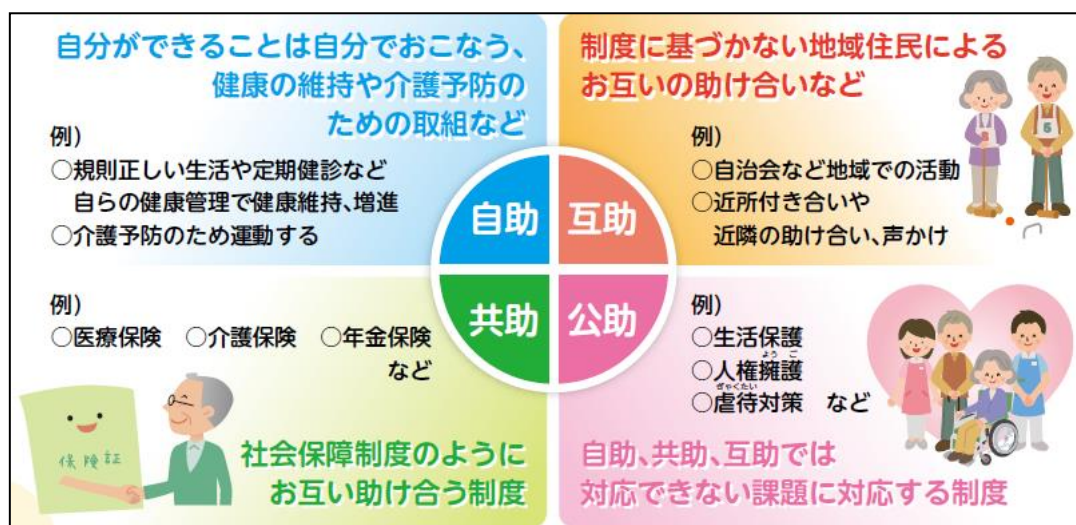 自分ができることは自分でおこなう、
健康の維持や介護予防の
ための取組など
例)
○規則正しい生活や定期健診など
自らの健康管理で健康維持、増進
○介護予防のため運動する
制度に基づかない地域住民による
お互いの助け合いなど
例)
○自治会など地域での活動
○近所付き合いや
近隣の助け合い、声かけ
5
自助
互助
共助
公助
例)
○医療保険 ○介護保険 ○年金保険
など
保険証
社会保障制度のように
お互い助け合う制度
例)
○生活保護
ようご
○人権擁護
ぎゃくたい
○虐待対策 など
自助、共助、互助では
対応できない課題に対応する制度